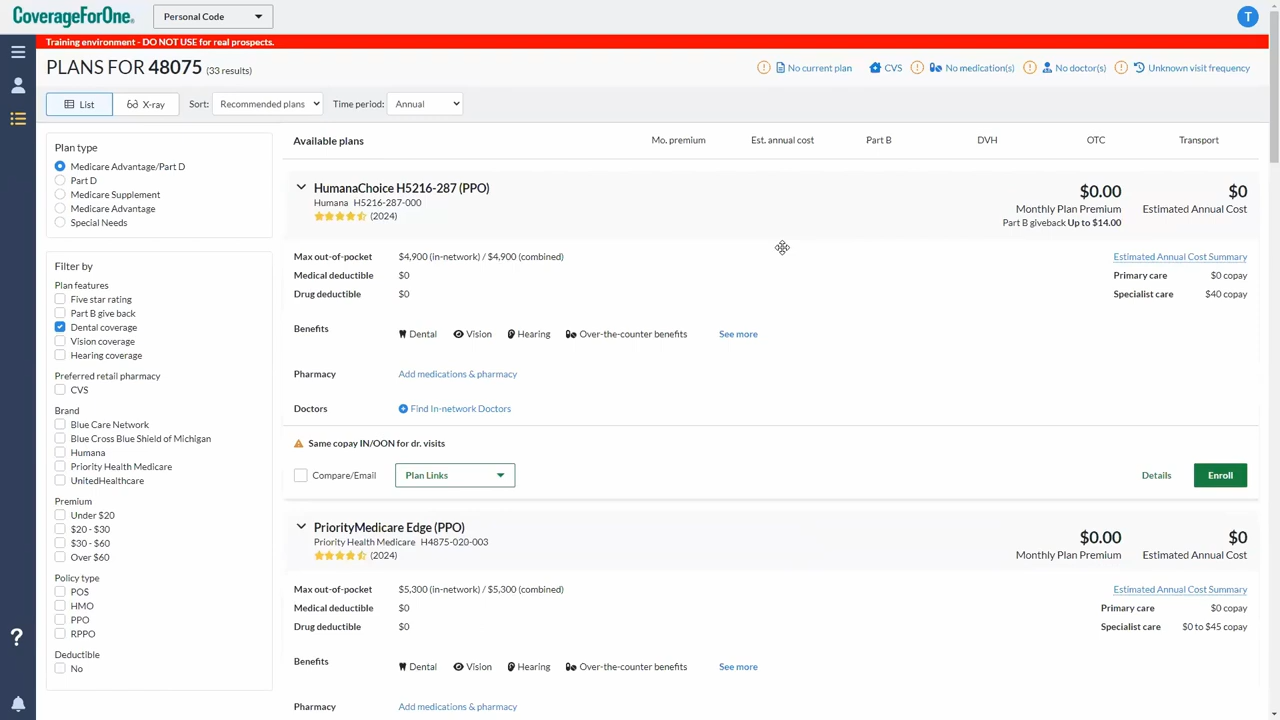 CoverageForOne.
Personal Code
T
Training environment - DO NOT USE for real prospects.
PLANS FOR 48075 (33 results)
No current plan
CVS
No medication(s)
No doctor(s)
Unknown visit frequency
List
X-ray
Sort:
Recommended plans
Time period:
Annual
Plan type
Medicare Advantage/Part D
Part D
Medicare Supplement
Medicare Advantage
Special Needs
Filter by
Plan features
Five star rating
Part B give back
Dental coverage
Vision coverage
Hearing coverage
Preferred retail pharmacy
CVS
Brand
Blue Care Network
Blue Cross Blue Shield of Michigan
Humana
Priority Health Medicare
UnitedHealthcare
Premium
Under $20
$20 - $30
$30 - $60
Over $60
Policy type
POS
HMO
PPO
RPPO
Deductible
No
?
Available plans
Mo. premium
Est. annual cost
Part B
DVH
OTC
Transport
HumanaChoice H5216-287 (PPO)
Humana H5216-287-000
(2024)
$0.00
Monthly Plan Premium
Part B giveback Up to $14.00
$0
Estimated Annual Cost
Max out-of-pocket $4,900 (in-network) / $4,900 (combined)
Medical deductible $0
Drug deductible $0
Estimated Annual Cost Summary
Primary care $0 copay
Specialist care $40 copay
Benefits Dental Vision Hearing Over-the-counter benefits See more
Pharmacy Add medications & pharmacy
Doctors Find In-network Doctors
Same copay IN/OON for dr. visits
Compare/Email
Plan Links
Details
Enroll
PriorityMedicare Edge (PPO)
Priority Health Medicare H4875-020-003
(2024)
$0.00
Monthly Plan Premium
$0
Estimated Annual Cost
Max out-of-pocket $5,300 (in-network) / $5,300 (combined)
Medical deductible $0
Drug deductible $0
Estimated Annual Cost Summary
Primary care $0 copay
Specialist care $0 to $45 copay
Benefits Dental Vision Hearing Over-the-counter benefits See more
Pharmacy Add medications & pharmacy